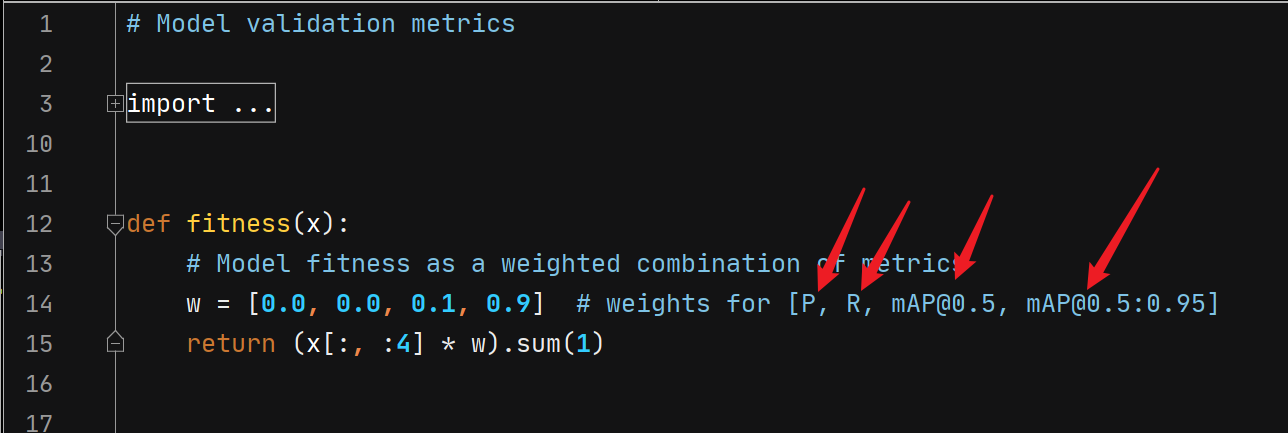 1 # Model validation metrics
2
3 import ...
10
11
12 def fitness(x):
13 # Model fitness as a weighted combination of metrics
14 w = [0.0, 0.0, 0.1, 0.9]  # weights for [P, R, mAP@0.5, mAP@0.5:0.95]
15 return (x[:, :4] * w).sum(1)
16
17